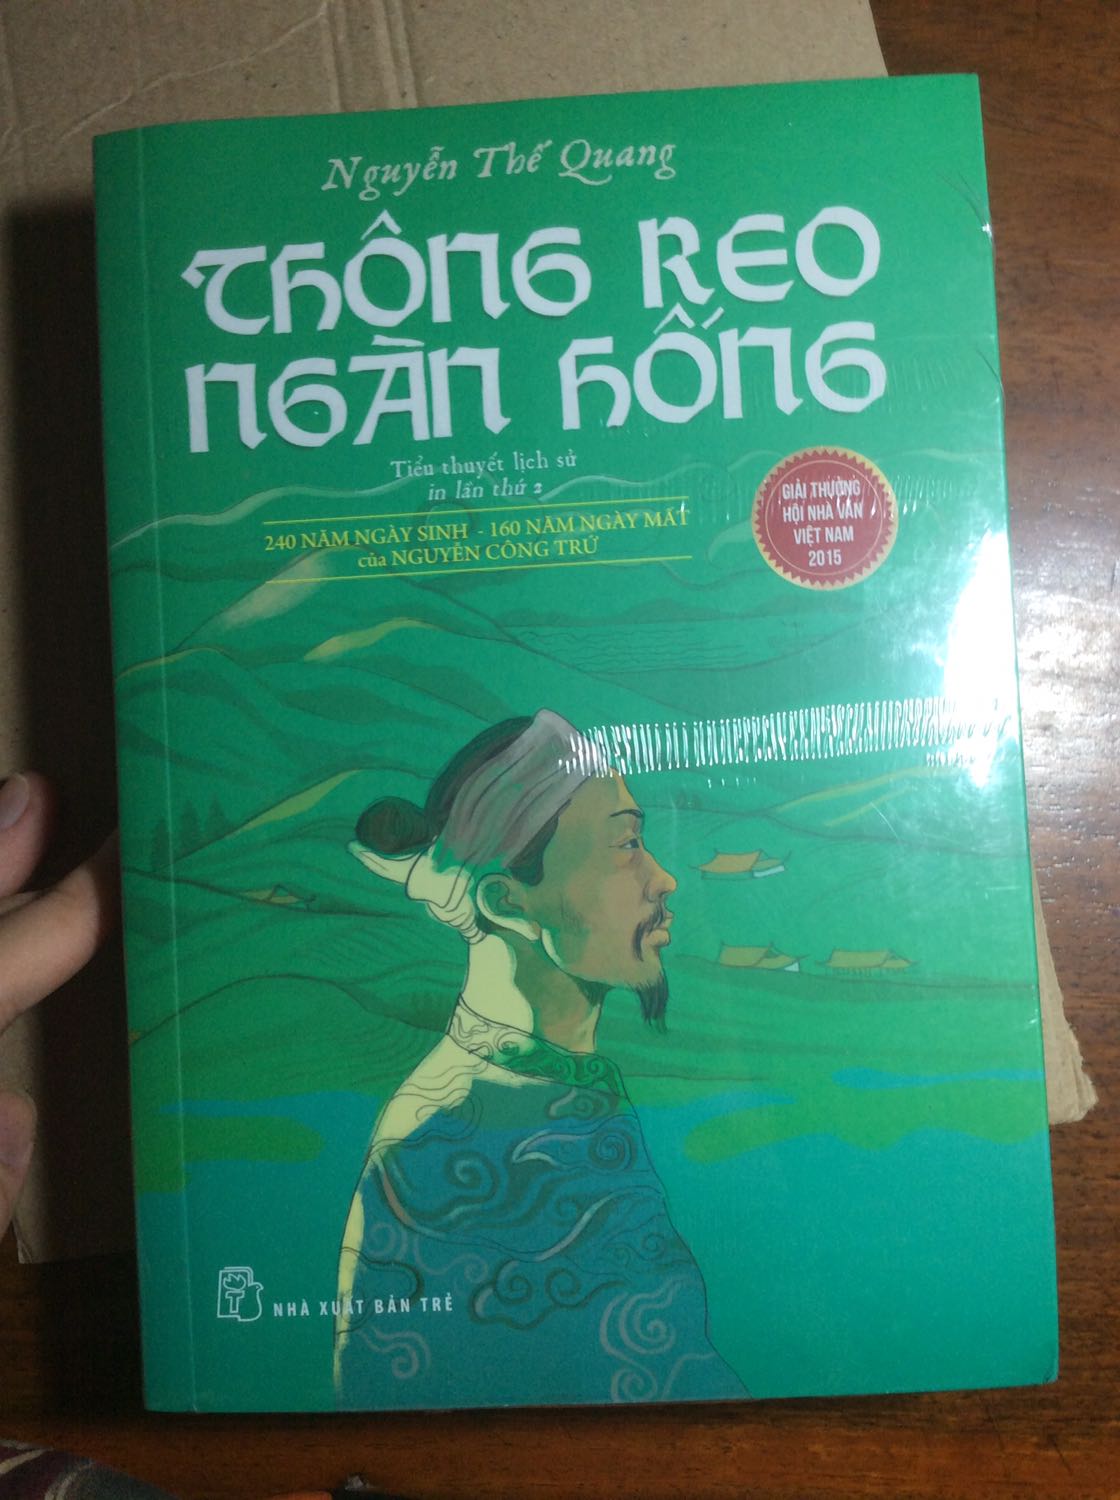 Nguyễn Thế Quang
THÔNG REO
NGÀN HỐNG
Tiểu thuyết lịch sử
in lần thứ 2
240 NĂM NGÀY SINH - 160 NĂM NGÀY MẤT
của NGUYỄN CÔNG TRỨ
GIẢI THƯỞNG
HỘI NHÀ VĂN
VIỆT NAM
2015
NHÀ XUẤT BẢN TRẺ